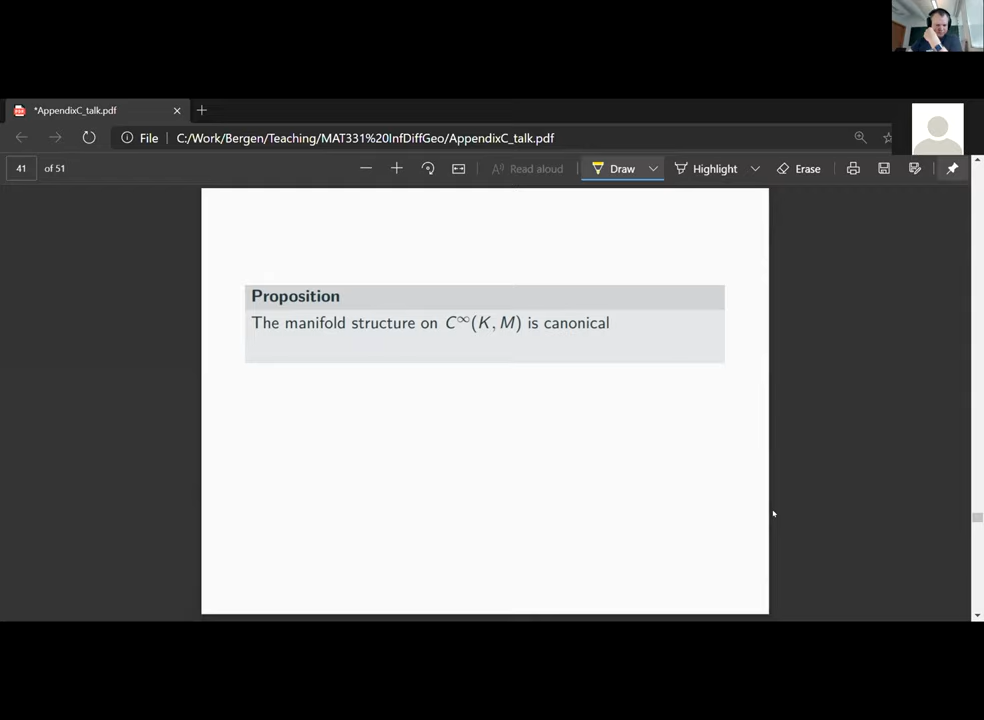 *AppendixC_talk.pdf
File C:/Work/Bergen/Teaching/MAT331%20InfDiffGeo/AppendixC_talk.pdf
41 of 51 Read aloud Draw Highlight Erase
Proposition
The manifold structure on C^∞(K, M) is canonical